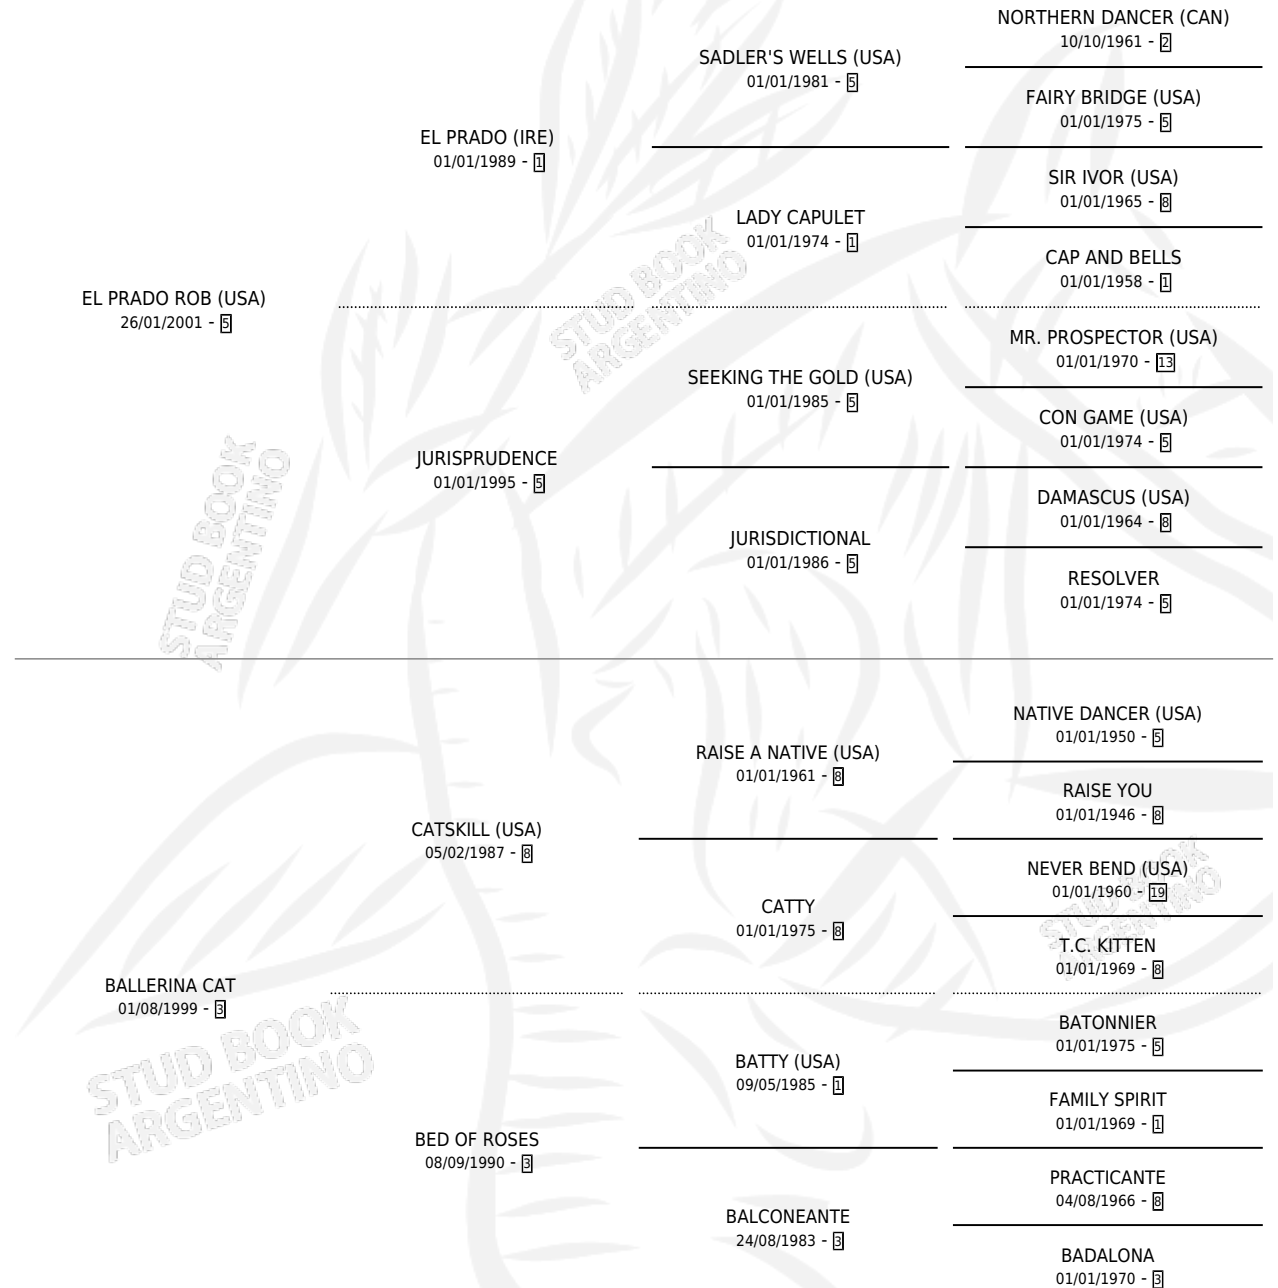 NORTHERN DANCER (CAN)
10/10/1961 - 2
SADLER'S WELLS (USA)
01/01/1981 - 5
FAIRY BRIDGE (USA)
01/01/1975 - 5
EL PRADO (IRE)
01/01/1989 - 1
SIR IVOR (USA)
01/01/1965 - 8
LADY CAPULET
01/01/1974 - 1
CAP AND BELLS
01/01/1958 - 1
EL PRADO ROB (USA)
26/01/2001 - 5
MR. PROSPECTOR (USA)
01/01/1970 - 13
SEEKING THE GOLD (USA)
01/01/1985 - 5
CON GAME (USA)
01/01/1974 - 5
JURISPRUDENCE
01/01/1995 - 5
DAMASCUS (USA)
01/01/1964 - 8
JURISDICTIONAL
01/01/1986 - 5
RESOLVER
01/01/1974 - 5
STUD BOOK
ARGENTINO
STUD BOOK
ARGENTINO
NATIVE DANCER (USA)
01/01/1950 - 5
RAISE A NATIVE (USA)
01/01/1961 - 8
RAISE YOU
01/01/1946 - 8
CATSKILL (USA)
05/02/1987 - 8
NEVER BEND (USA)
01/01/1960 - 19
CATTY
01/01/1975 - 8
T.C. KITTEN
01/01/1969 - 8
BALLERINA CAT
01/08/1999 - 3
BATONNIER
01/01/1975 - 5
BATTY (USA)
09/05/1985 - 1
FAMILY SPIRIT
01/01/1969 - 1
BED OF ROSES
08/09/1990 - 3
PRACTICANTE
04/08/1966 - 8
BALCONEANTE
24/08/1983 - 3
BADALONA
01/01/1970 - 3
STUD BOOK
ARGENTINO
STUD BOOK
ARGENTINO